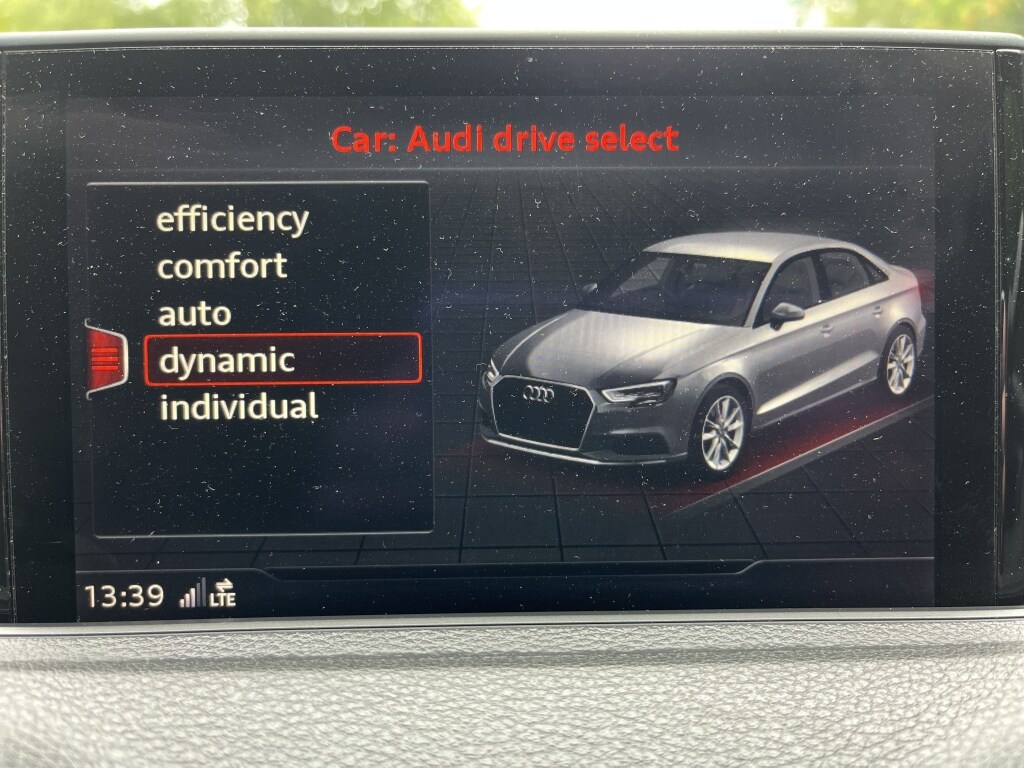 Car: Audi drive select
efficiency
comfort
auto
dynamic
individual
13:39 LTE